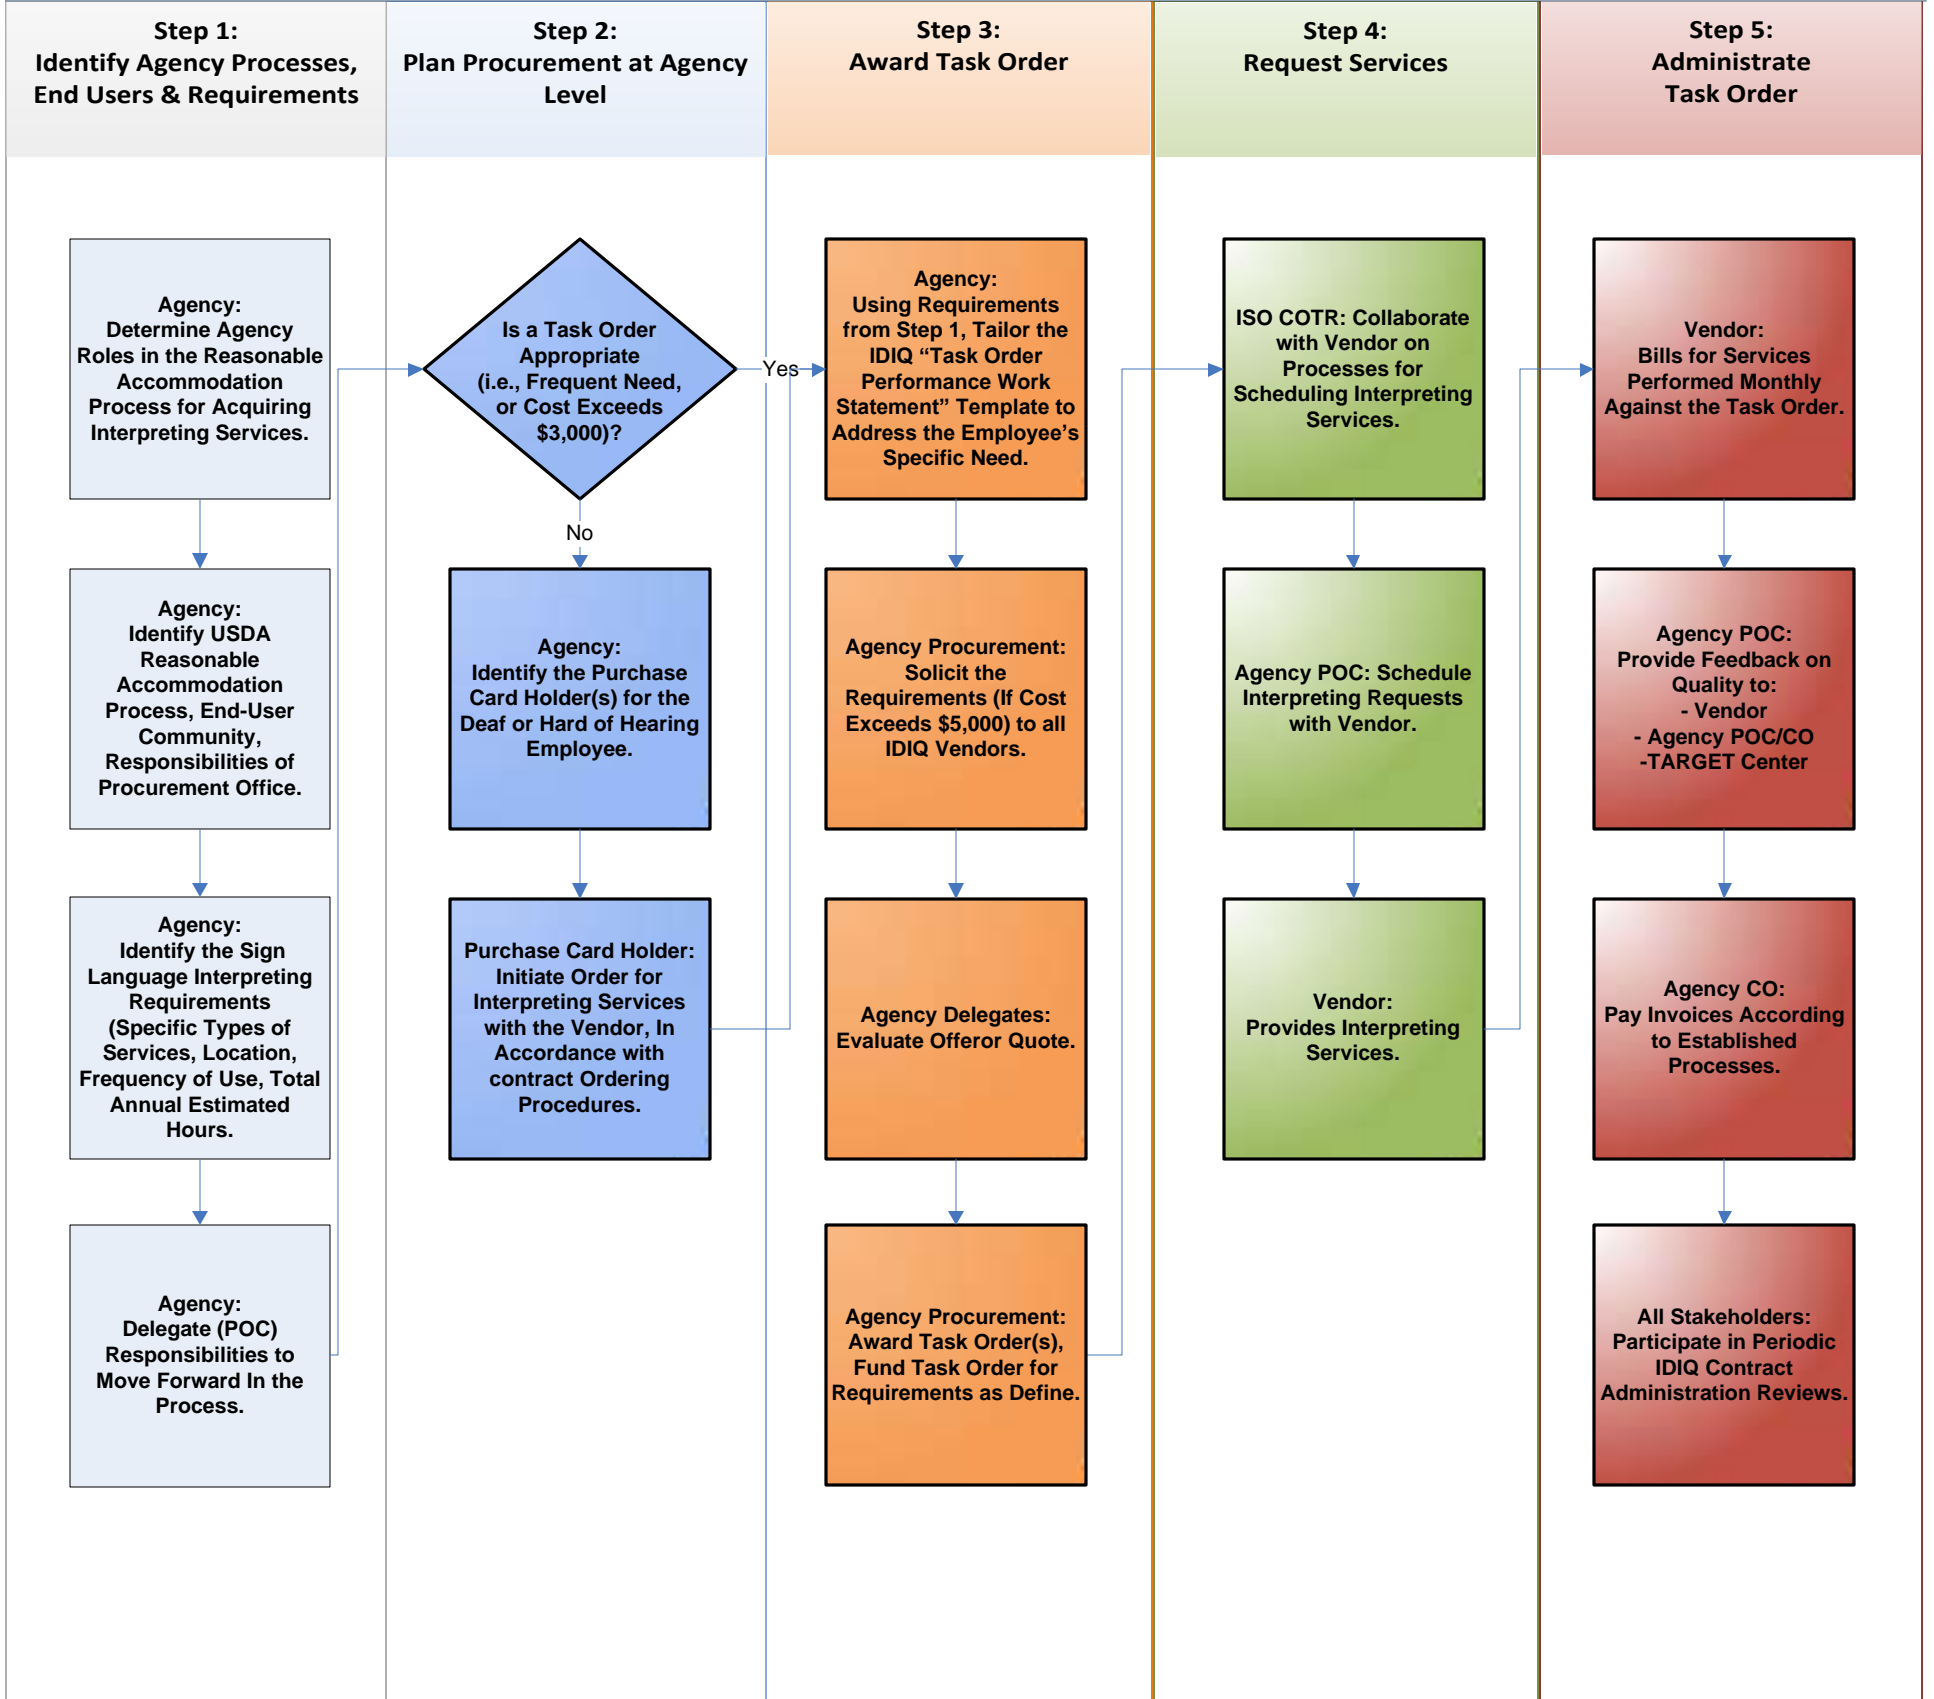 Step 1:
Identify Agency Processes,
End Users & Requirements
Step 2:
Plan Procurement at Agency
Level
Step 3:
Award Task Order
Step 4:
Request Services
Step 5:
Administrate
Task Order
Agency:
Determine Agency
Roles in the Reasonable
Accommodation
Process for Acquiring
Interpreting Services.
Agency:
Identify USDA
Reasonable
Accommodation
Process, End-User
Community,
Responsibilities of
Procurement Office.
Agency:
Identify the Sign
Language Interpreting
Requirements
(Specific Types of
Services, Location,
Frequency of Use, Total
Annual Estimated
Hours.
Agency:
Delegate (POC)
Responsibilities to
Move Forward In the
Process.
Is a Task Order
Appropriate
(i.e., Frequent Need,
or Cost Exceeds
$3,000)?
Yes
No
Agency:
Identify the Purchase
Card Holder(s) for the
Deaf or Hard of Hearing
Employee.
Purchase Card Holder:
Initiate Order for
Interpreting Services
with the Vendor, In
Accordance with
contract Ordering
Procedures.
Agency:
Using Requirements
from Step 1, Tailor the
IDIQ “Task Order
Performance Work
Statement” Template to
Address the Employee’s
Specific Need.
Agency Procurement:
Solicit the
Requirements (If Cost
Exceeds $5,000) to all
IDIQ Vendors.
Agency Delegates:
Evaluate Offeror Quote.
Agency Procurement:
Award Task Order(s),
Fund Task Order for
Requirements as Define.
ISO COTR: Collaborate
with Vendor on
Processes for
Scheduling Interpreting
Services.
Agency POC: Schedule
Interpreting Requests
with Vendor.
Vendor:
Provides Interpreting
Services.
Vendor:
Bills for Services
Performed Monthly
Against the Task Order.
Agency POC:
Provide Feedback on
Quality to:
- Vendor
- Agency POC/CO
-TARGET Center
Agency CO:
Pay Invoices According
to Established
Processes.
All Stakeholders:
Participate in Periodic
IDIQ Contract
Administration Reviews.